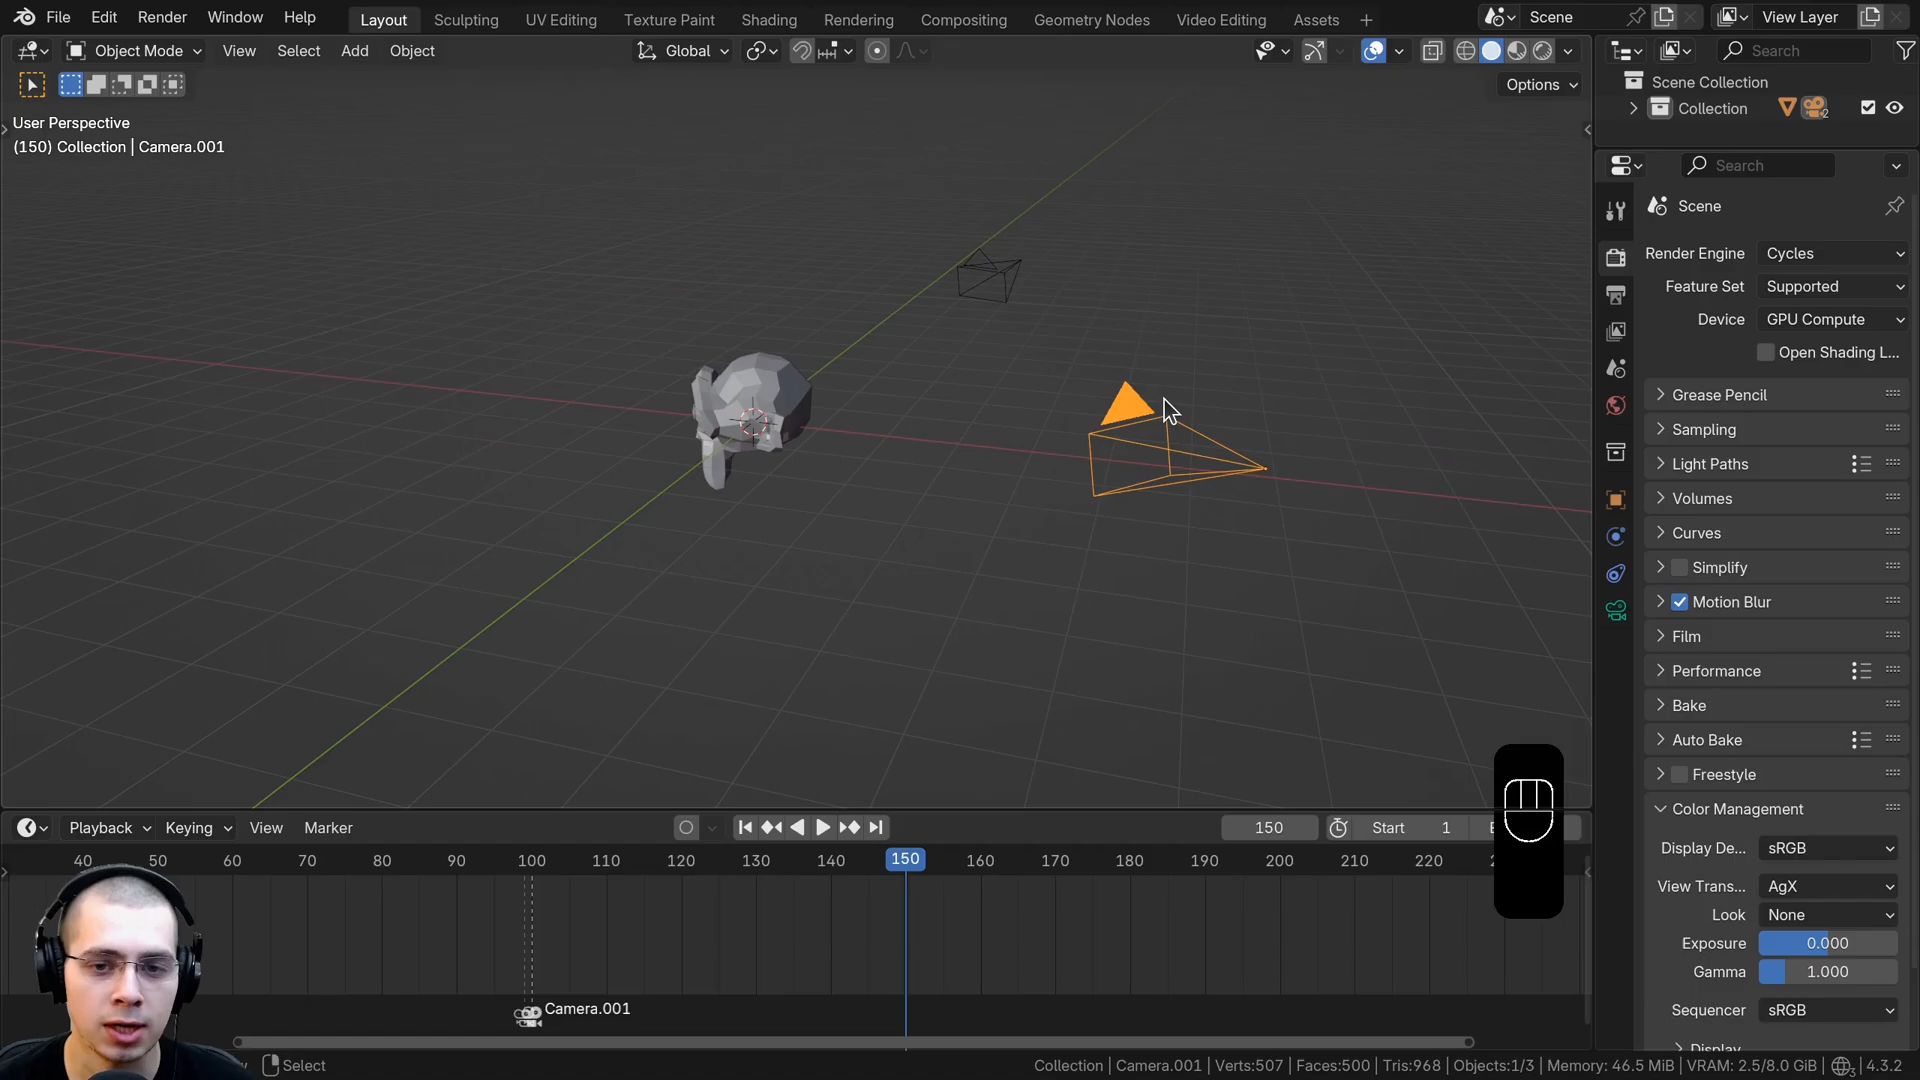 File Edit Render Window Help Layout Sculpting UV Editing Texture Paint Shading Rendering Compositing Geometry Nodes Video Editing Assets Scene View Layer
Object Mode View Select Add Object Global Search
Options
Scene Collection
Collection 2
User Perspective
(150) Collection | Camera.001
Search
Scene
Render Engine Cycles
Feature Set Supported
Device GPU Compute
Open Shading L...
Grease Pencil
Sampling
Light Paths
Volumes
Curves
Simplify
Motion Blur
Film
Performance
Bake
Auto Bake
Freestyle
Color Management
Display De... sRGB
View Trans... AgX
Look None
Exposure 0.000
Gamma 1.000
Sequencer sRGB
Display
Playback Keying View Marker 150 Start 1
40 50 60 70 80 90 100 110 120 130 140 150 160 170 180 190 200 210 220
Camera.001
Select
Collection | Camera.001 | Verts:507 | Faces:500 | Tris:968 | Objects:1/3 | Memory: 46.5 MiB | VRAM: 2.5/8.0 GiB | 3 4.3.2